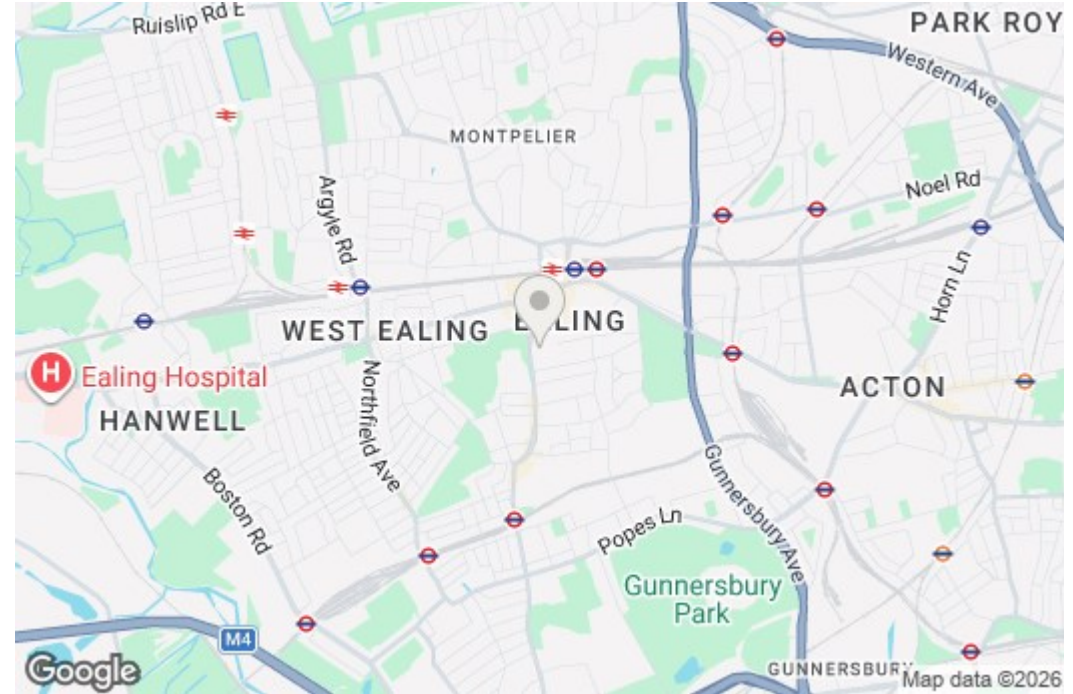 Ruislip Rd E
PARK ROY
Western Ave
MONTPELIER
Argyle Rd
Noel Rd
Horn Ln
WEST EALING
LING
H
Ealing Hospital
HANWELL
Northfield Ave
ACTON
Boston Rd
Popes Ln
Gunnersbury Ave
Gunnersbury
Park
M4
GUNNERSBURY
Google
Map data ©2026